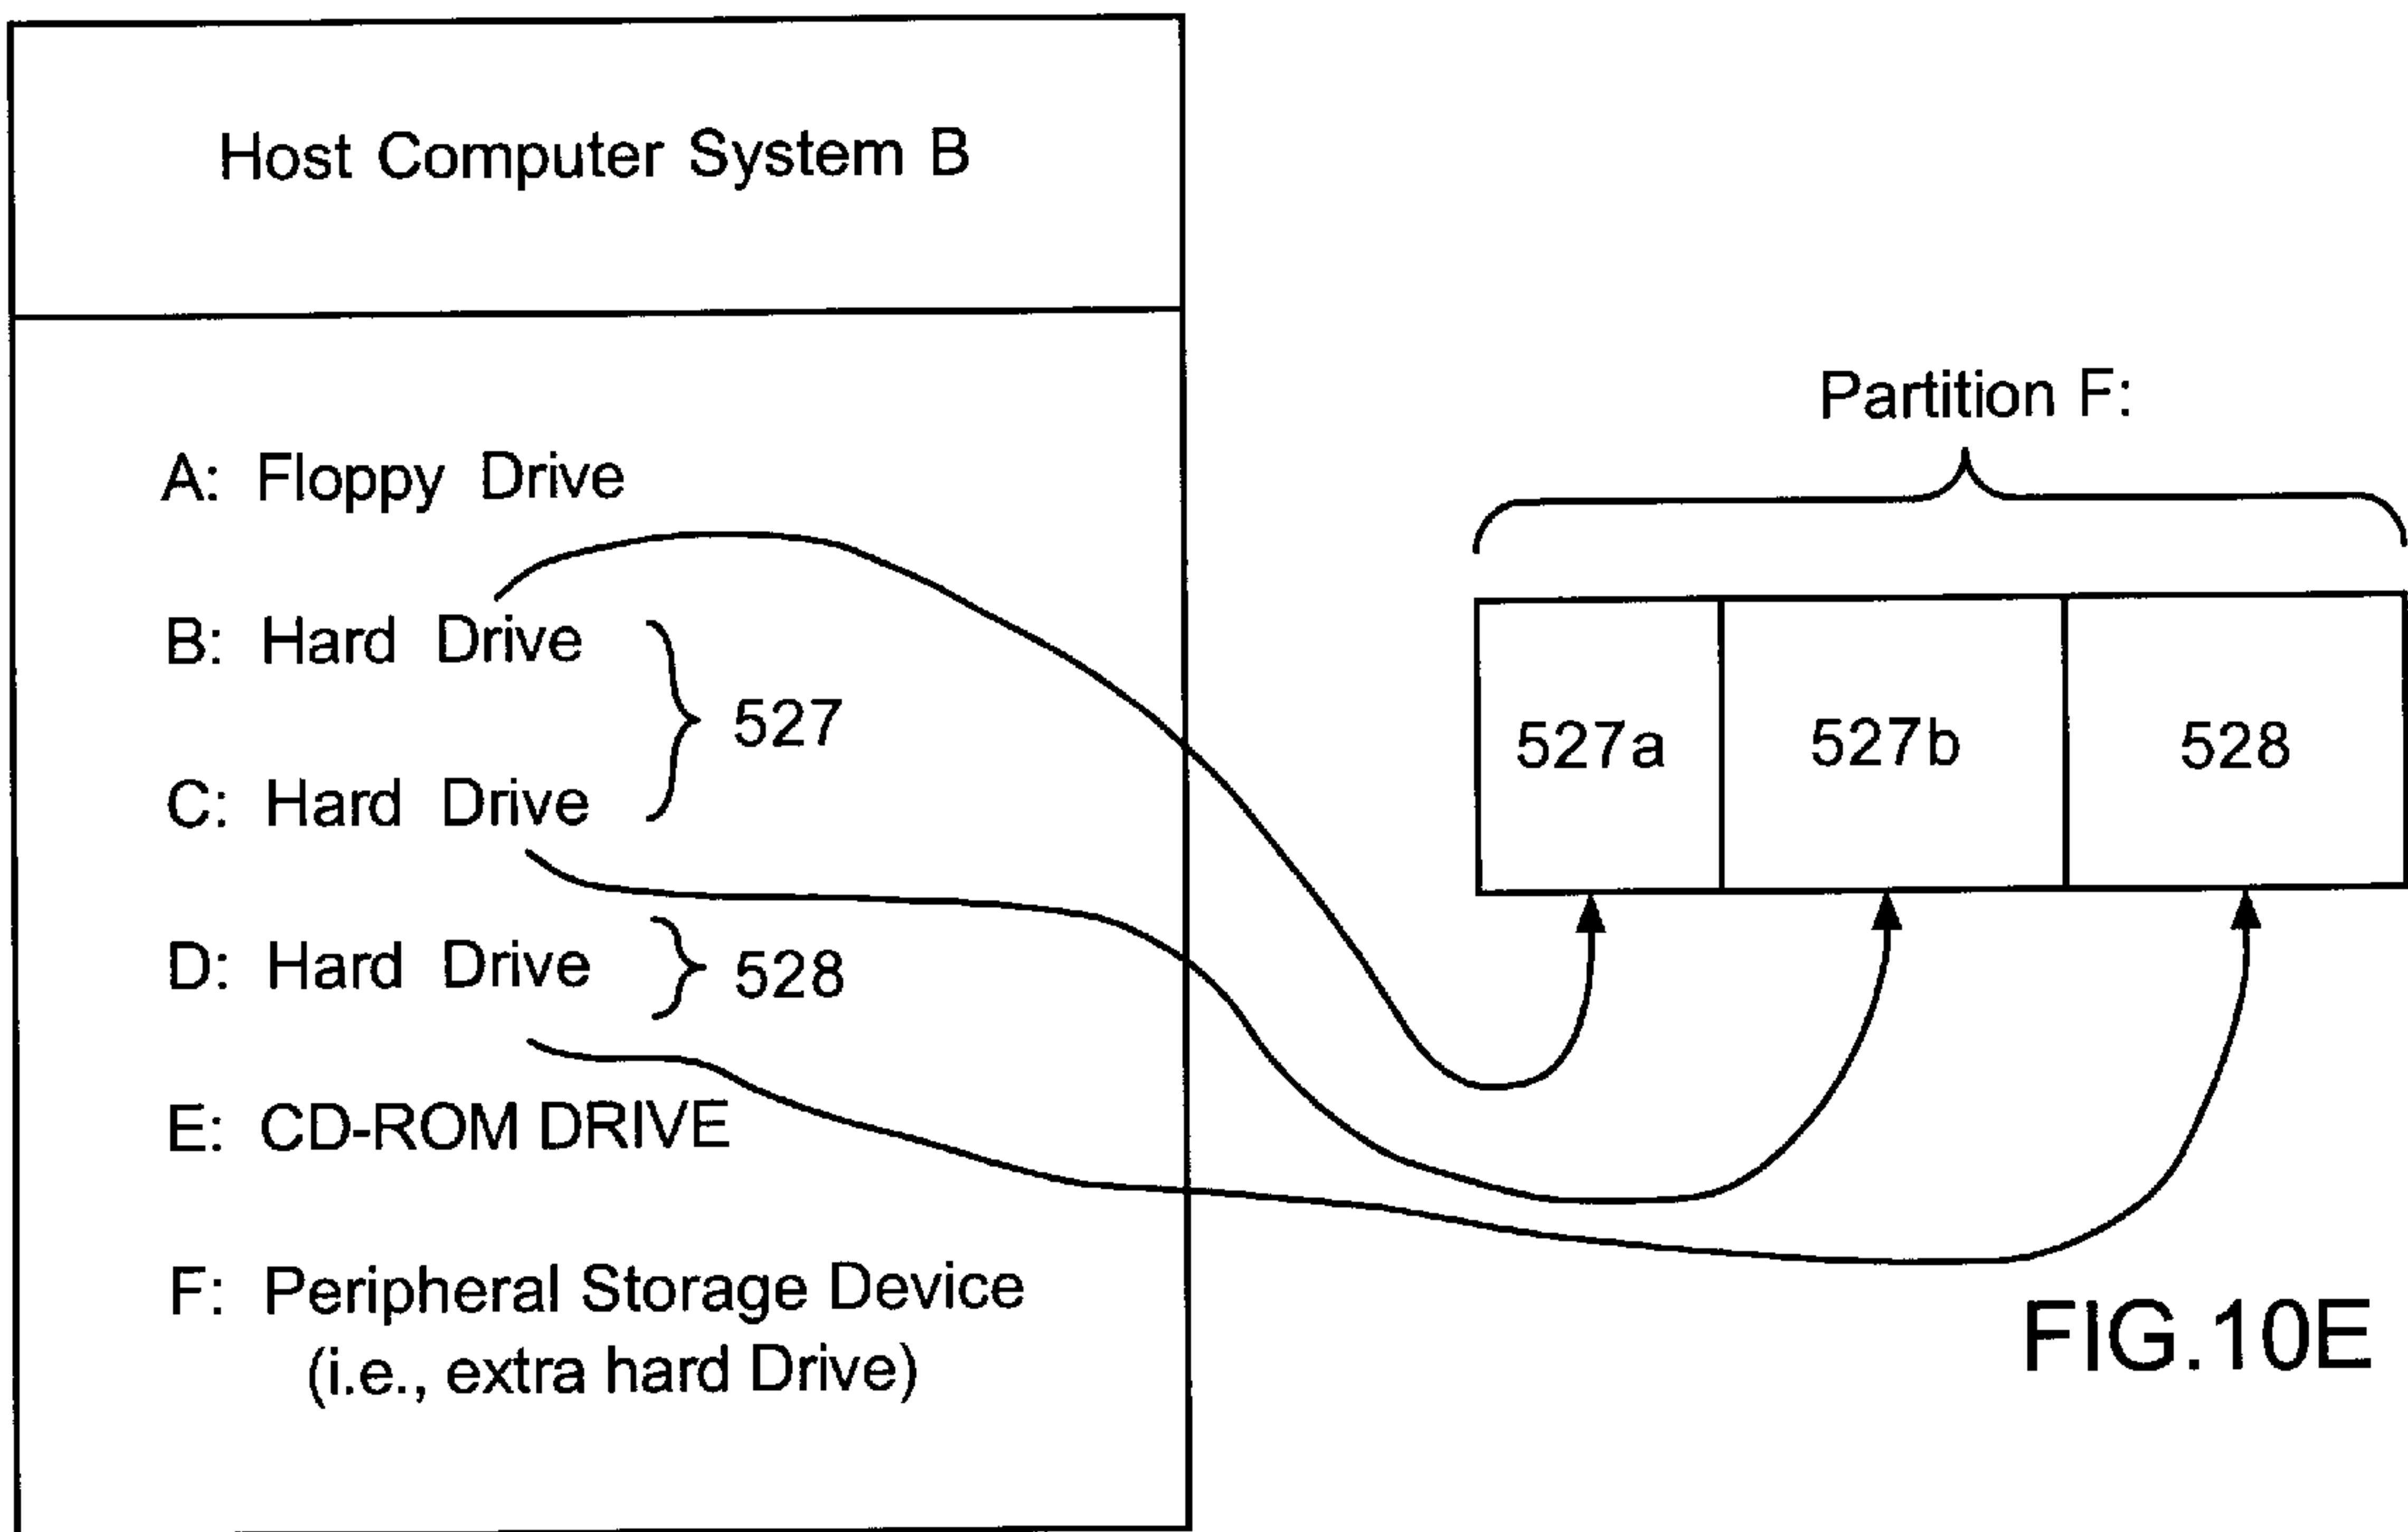 Host Computer System B
A: Floppy Drive
B: Hard Drive
527
C: Hard Drive
D: Hard Drive
528
E: CD-ROM DRIVE
F: Peripheral Storage Device
(i.e., extra hard Drive)
Partition F:
527a
527b
528
FIG.10E